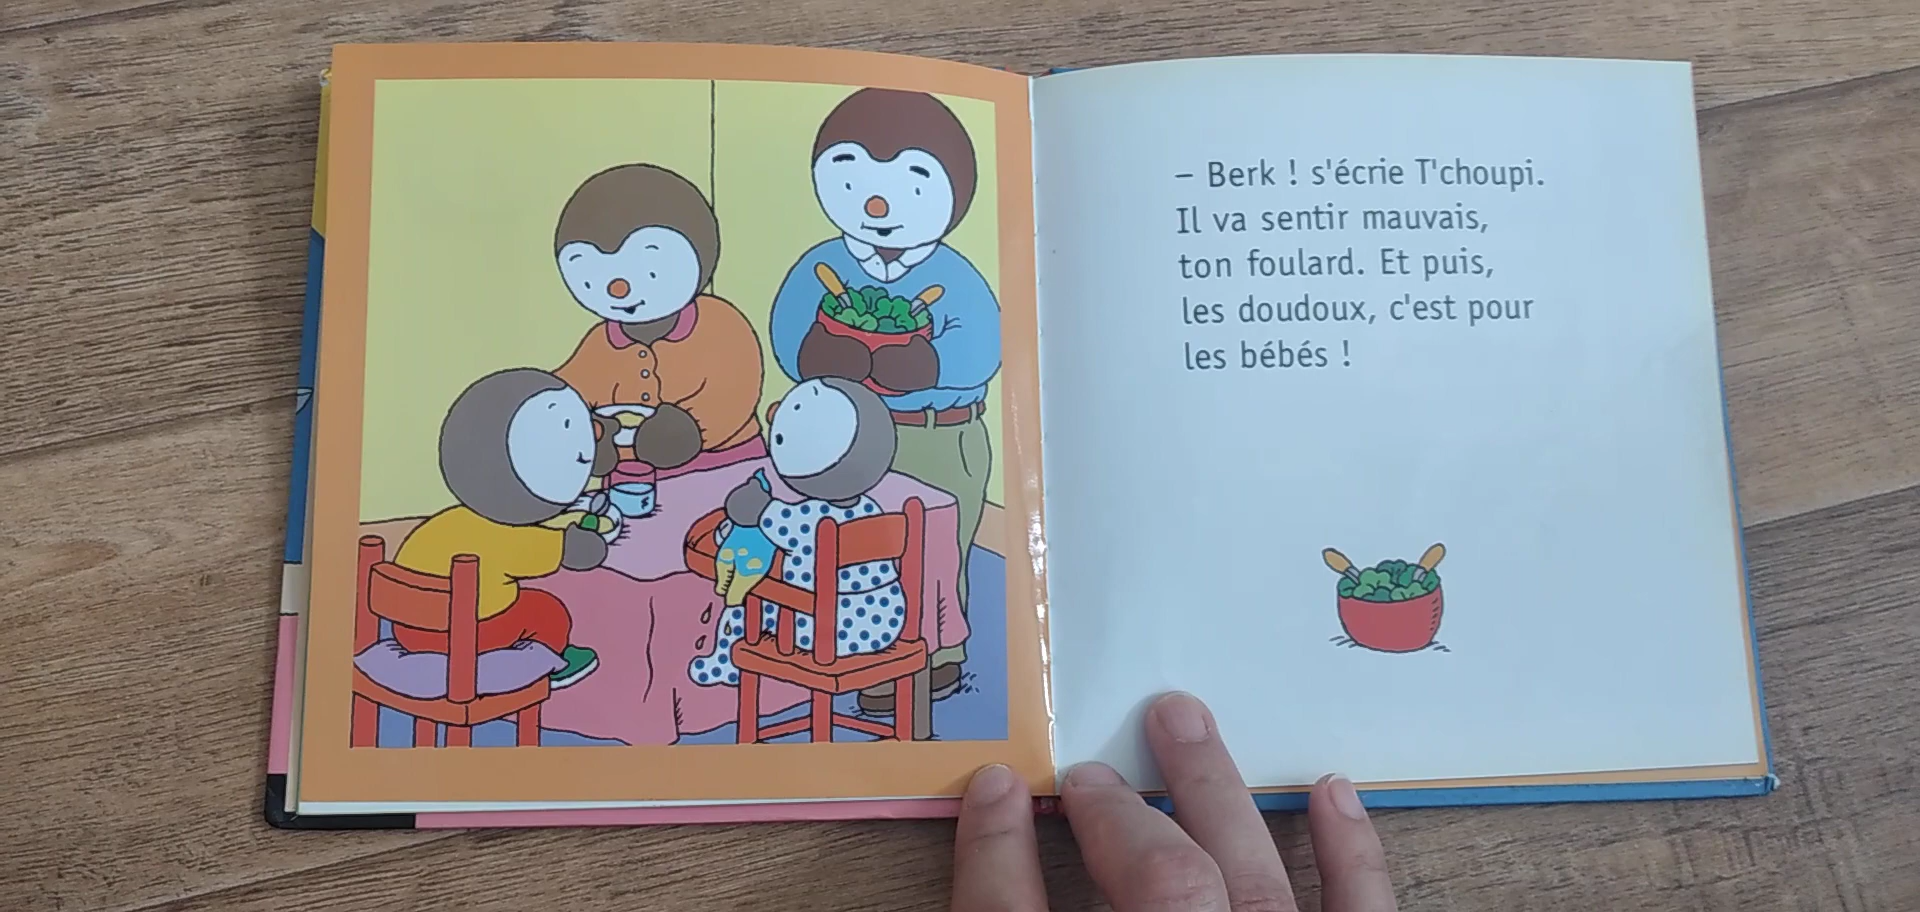 – Berk ! s'écrie T'choupi.
Il va sentir mauvais,
ton foulard. Et puis,
les doudoux, c'est pour
les bébés !